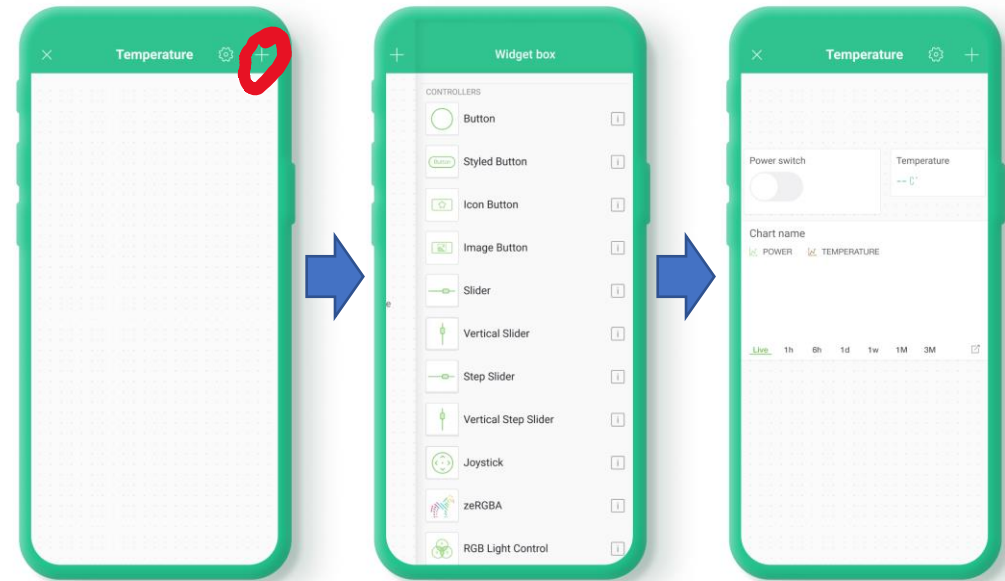 Temperature
Widget box
CONTROLLERS
Button
Button
Styled Button
Icon Button
Image Button
Slider
e
Vertical Slider
Step Slider
Vertical Step Slider
Joystick
zeRGBA
RGB Light Control
Temperature
Power switch
Temperature
-- C°
Chart name
POWER TEMPERATURE
Live 1h 6h 1d 1w 1M 3M